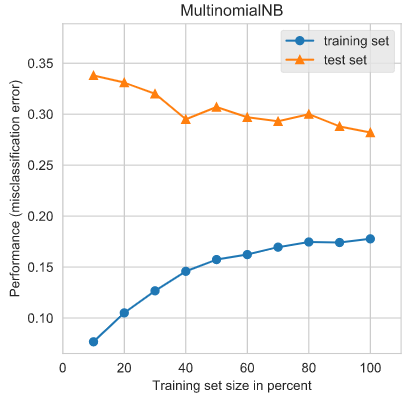 MultinomialNB
training set
test set
Performance (misclassification error)
0.35
0.30
0.25
0.20
0.15
0.10
0 20 40 60 80 100
Training set size in percent